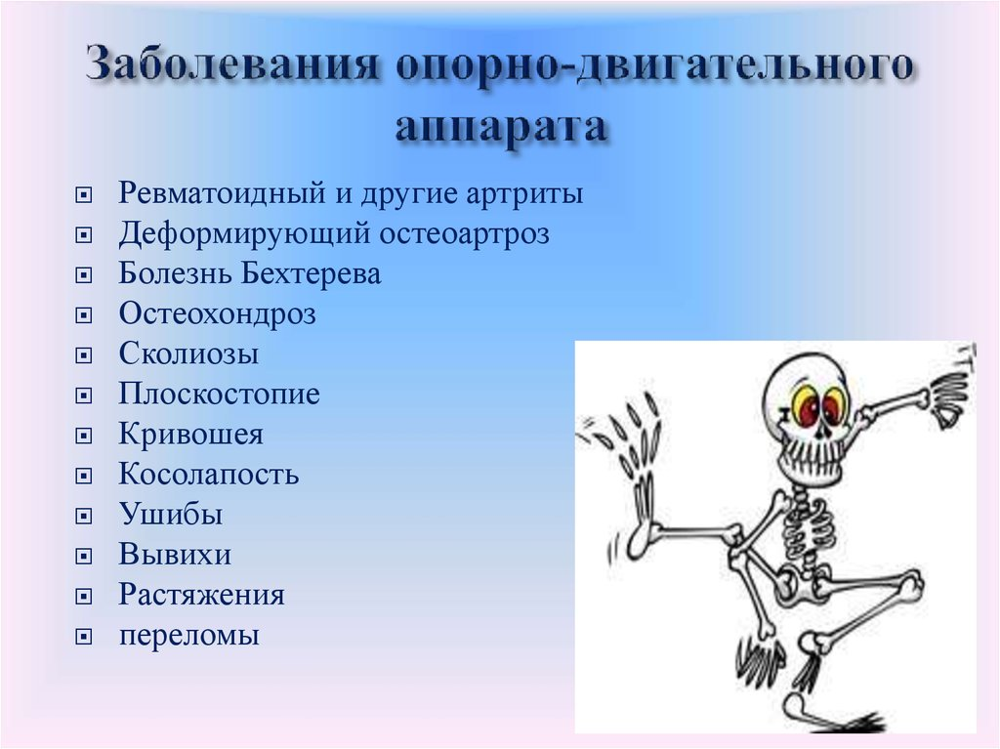 Заболевания опорно-двигательного
аппарата
Ревматоидный и другие артриты
Деформирующий остеоартроз
Болезнь Бехтерева
Остеохондроз
Сколиозы
Плоскостопие
Кривошея
Косолапость
Ушибы
Вывихи
Растяжения
переломы